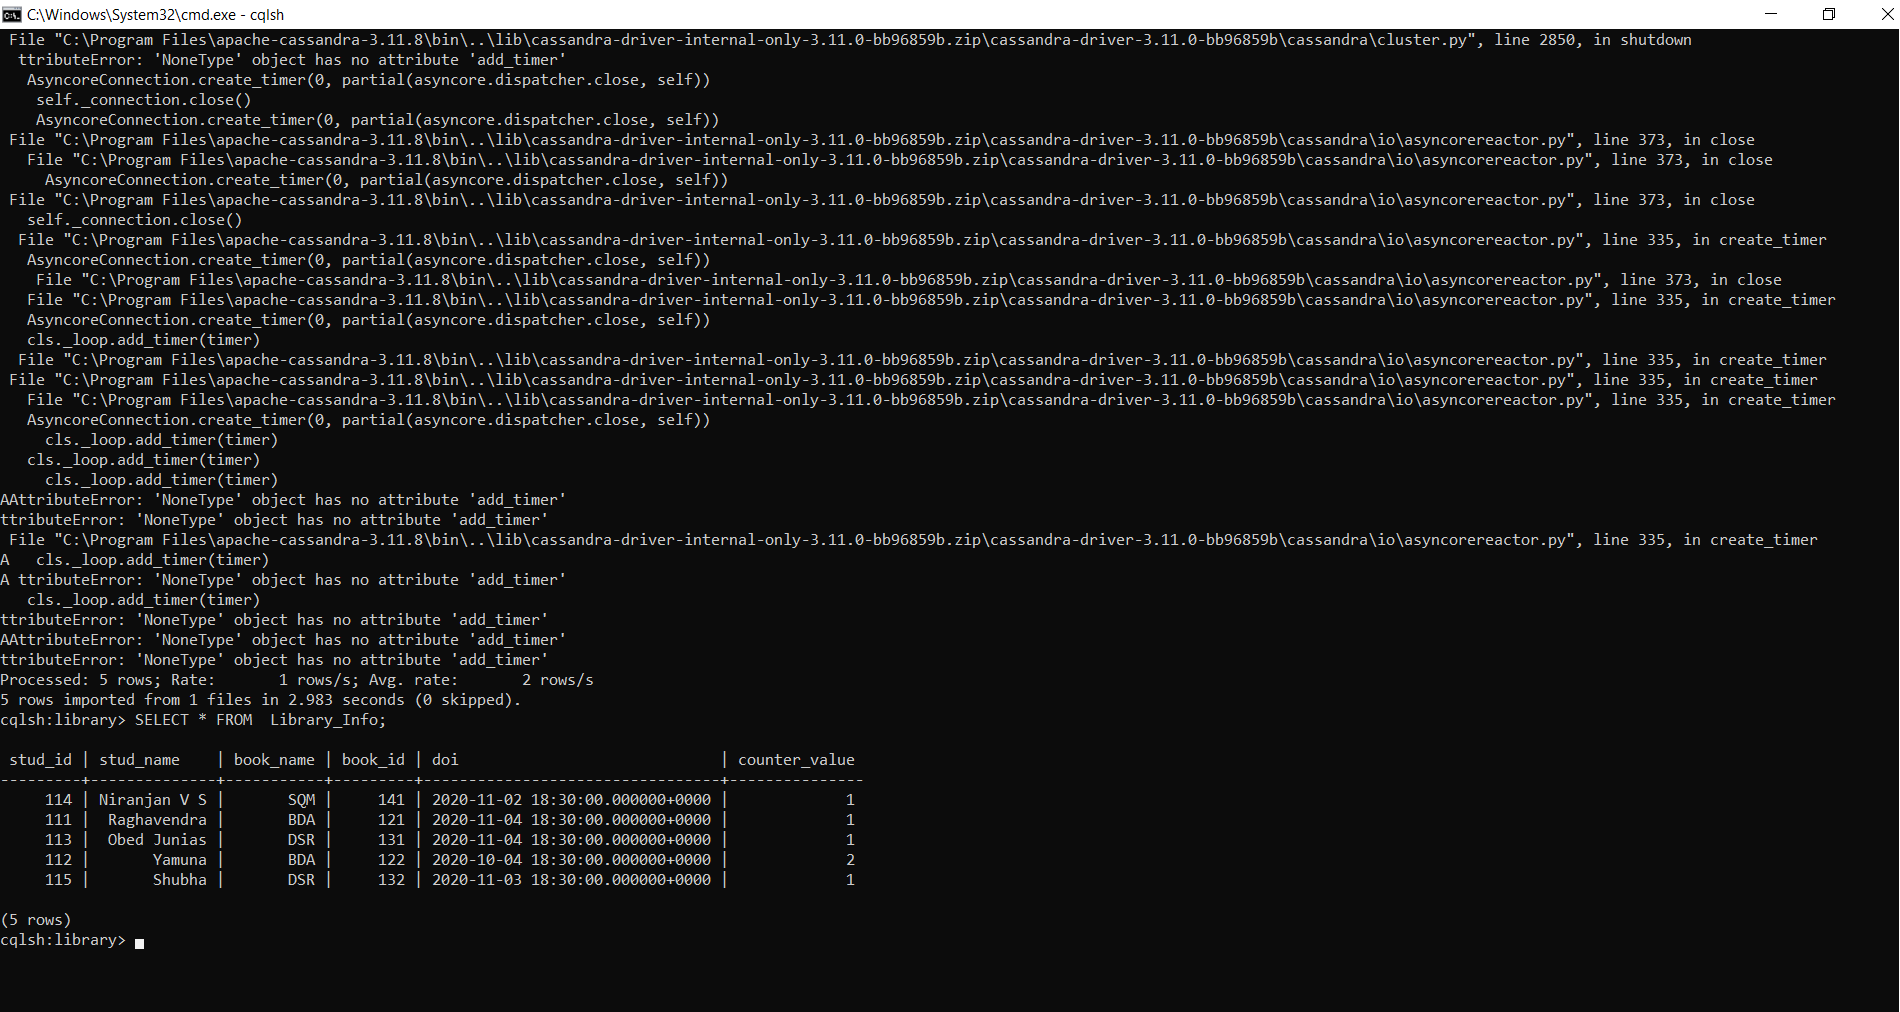 C:\Windows\System32\cmd.exe - cqlsh
File "C:\Program Files\apache-cassandra-3.11.8\bin\..\lib\cassandra-driver-internal-only-3.11.0-bb96859b.zip\cassandra-driver-3.11.0-bb96859b\cassandra\cluster.py", line 2850, in shutdown
ttributeError: 'NoneType' object has no attribute 'add_timer'
AsyncoreConnection.create_timer(0, partial(asyncore.dispatcher.close, self))
self._connection.close()
AsyncoreConnection.create_timer(0, partial(asyncore.dispatcher.close, self))
File "C:\Program Files\apache-cassandra-3.11.8\bin\..\lib\cassandra-driver-internal-only-3.11.0-bb96859b.zip\cassandra-driver-3.11.0-bb96859b\cassandra\io\asyncorereactor.py", line 373, in close
File "C:\Program Files\apache-cassandra-3.11.8\bin\..\lib\cassandra-driver-internal-only-3.11.0-bb96859b.zip\cassandra-driver-3.11.0-bb96859b\cassandra\io\asyncorereactor.py", line 373, in close
AsyncoreConnection.create_timer(0, partial(asyncore.dispatcher.close, self))
File "C:\Program Files\apache-cassandra-3.11.8\bin\..\lib\cassandra-driver-internal-only-3.11.0-bb96859b.zip\cassandra-driver-3.11.0-bb96859b\cassandra\io\asyncorereactor.py", line 373, in close
self._connection.close()
File "C:\Program Files\apache-cassandra-3.11.8\bin\..\lib\cassandra-driver-internal-only-3.11.0-bb96859b.zip\cassandra-driver-3.11.0-bb96859b\cassandra\io\asyncorereactor.py", line 335, in create_timer
AsyncoreConnection.create_timer(0, partial(asyncore.dispatcher.close, self))
File "C:\Program Files\apache-cassandra-3.11.8\bin\..\lib\cassandra-driver-internal-only-3.11.0-bb96859b.zip\cassandra-driver-3.11.0-bb96859b\cassandra\io\asyncorereactor.py", line 373, in close
File "C:\Program Files\apache-cassandra-3.11.8\bin\..\lib\cassandra-driver-internal-only-3.11.0-bb96859b.zip\cassandra-driver-3.11.0-bb96859b\cassandra\io\asyncorereactor.py", line 335, in create_timer
AsyncoreConnection.create_timer(0, partial(asyncore.dispatcher.close, self))
cls._loop.add_timer(timer)
File "C:\Program Files\apache-cassandra-3.11.8\bin\..\lib\cassandra-driver-internal-only-3.11.0-bb96859b.zip\cassandra-driver-3.11.0-bb96859b\cassandra\io\asyncorereactor.py", line 335, in create_timer
File "C:\Program Files\apache-cassandra-3.11.8\bin\..\lib\cassandra-driver-internal-only-3.11.0-bb96859b.zip\cassandra-driver-3.11.0-bb96859b\cassandra\io\asyncorereactor.py", line 335, in create_timer
File "C:\Program Files\apache-cassandra-3.11.8\bin\..\lib\cassandra-driver-internal-only-3.11.0-bb96859b.zip\cassandra-driver-3.11.0-bb96859b\cassandra\io\asyncorereactor.py", line 335, in create_timer
AsyncoreConnection.create_timer(0, partial(asyncore.dispatcher.close, self))
cls._loop.add_timer(timer)
cls._loop.add_timer(timer)
cls._loop.add_timer(timer)
AAttributeError: 'NoneType' object has no attribute 'add_timer'
ttributeError: 'NoneType' object has no attribute 'add_timer'
File "C:\Program Files\apache-cassandra-3.11.8\bin\..\lib\cassandra-driver-internal-only-3.11.0-bb96859b.zip\cassandra-driver-3.11.0-bb96859b\cassandra\io\asyncorereactor.py", line 335, in create_timer
A   cls._loop.add_timer(timer)
A ttributeError: 'NoneType' object has no attribute 'add_timer'
cls._loop.add_timer(timer)
ttributeError: 'NoneType' object has no attribute 'add_timer'
AAttributeError: 'NoneType' object has no attribute 'add_timer'
ttributeError: 'NoneType' object has no attribute 'add_timer'
Processed: 5 rows; Rate:       1 rows/s; Avg. rate:       2 rows/s
5 rows imported from 1 files in 2.983 seconds (0 skipped).
cqlsh:library> SELECT * FROM  Library_Info;
stud_id | stud_name    | book_name | book_id | doi                             | counter_value
---------+--------------+-----------+---------+---------------------------------+---------------
114 | Niranjan V S |       SQM |     141 | 2020-11-02 18:30:00.000000+0000 |             1
111 |  Raghavendra |       BDA |     121 | 2020-11-04 18:30:00.000000+0000 |             1
113 |  Obed Junias |       DSR |     131 | 2020-11-04 18:30:00.000000+0000 |             1
112 |       Yamuna |       BDA |     122 | 2020-10-04 18:30:00.000000+0000 |             2
115 |       Shubha |       DSR |     132 | 2020-11-03 18:30:00.000000+0000 |             1
(5 rows)
cqlsh:library>